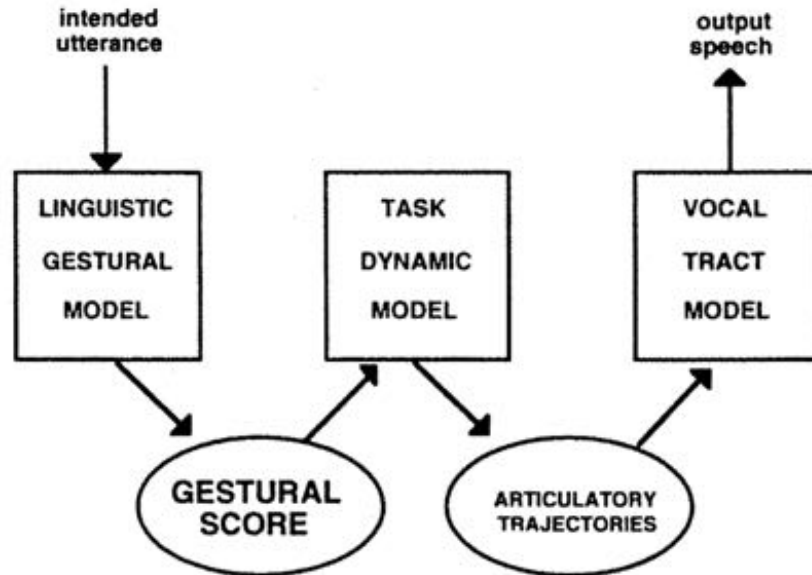 intended
utterance
output
speech
LINGUISTIC
GESTURAL
MODEL
TASK
DYNAMIC
MODEL
VOCAL
TRACT
MODEL
GESTURAL
SCORE
ARTICULATORY
TRAJECTORIES